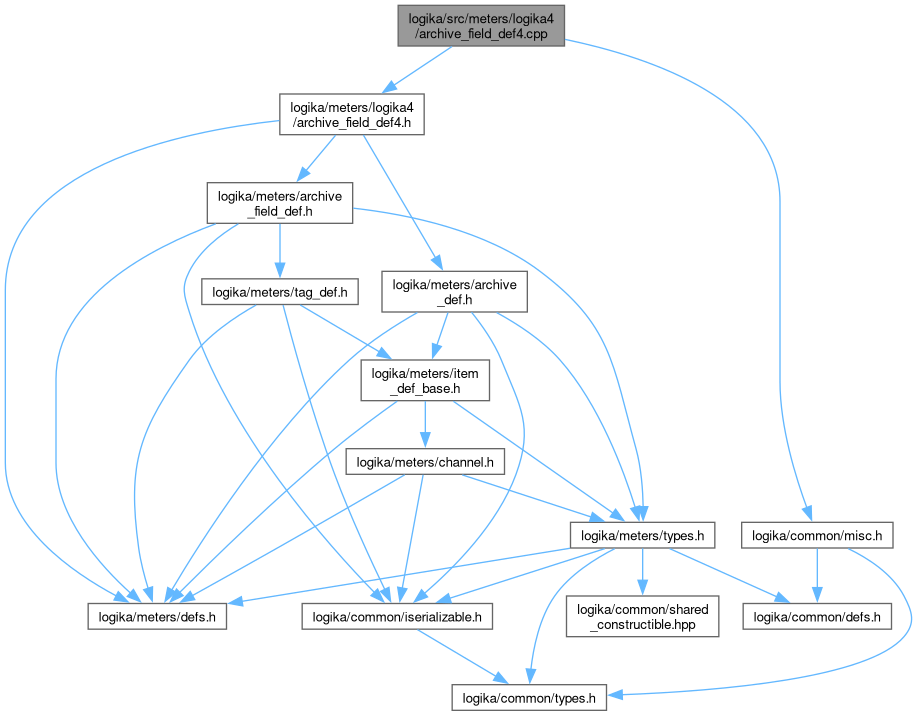 logika/src/meters/logika4
/archive_field_def4.cpp
logika/meters/logika4
/archive_field_def4.h
logika/meters/archive
_field_def.h
logika/meters/tag_def.h
logika/meters/archive
_def.h
logika/meters/item
_def_base.h
logika/meters/channel.h
logika/meters/types.h
logika/common/misc.h
logika/meters/defs.h
logika/common/iserializable.h
logika/common/shared
_constructible.hpp
logika/common/defs.h
logika/common/types.h